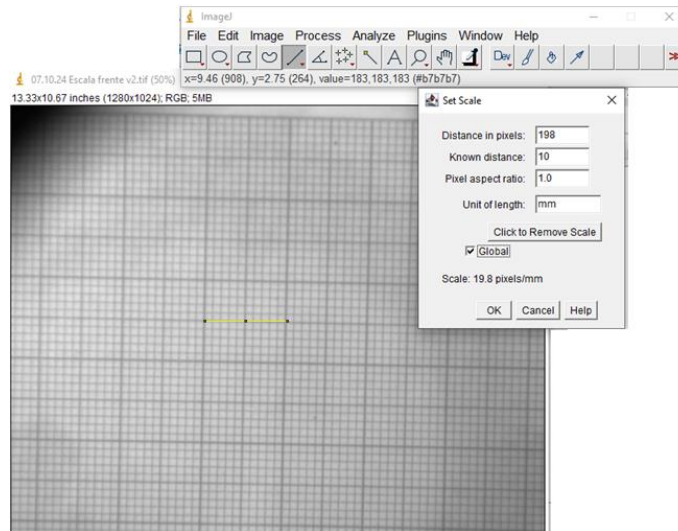 ImageJ
File Edit Image Process Analyze Plugins Window Help
Dev
x=9.46 (908), y=2.75 (264), value=183,183,183 (#b7b7b7)
07.10.24 Escala frente v2.tif (50%)
13.33x10.67 inches (1280x1024); RGB; 5MB
Set Scale
Distance in pixels: 198
Known distance: 10
Pixel aspect ratio: 1.0
Unit of length: mm
Click to Remove Scale
Global
Scale: 19.8 pixels/mm
OK Cancel Help